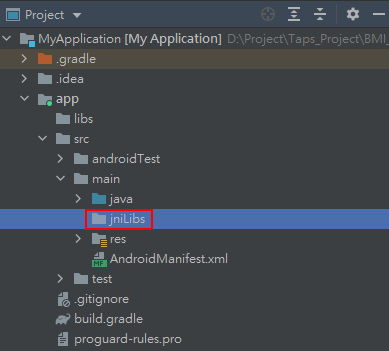 Project
MyApplication [My Application] D:\Project\Taps_Project\BMI_
.gradle
.idea
app
libs
src
androidTest
main
java
jniLibs
res
MF AndroidManifest.xml
test
.gitignore
build.gradle
proguard-rules.pro